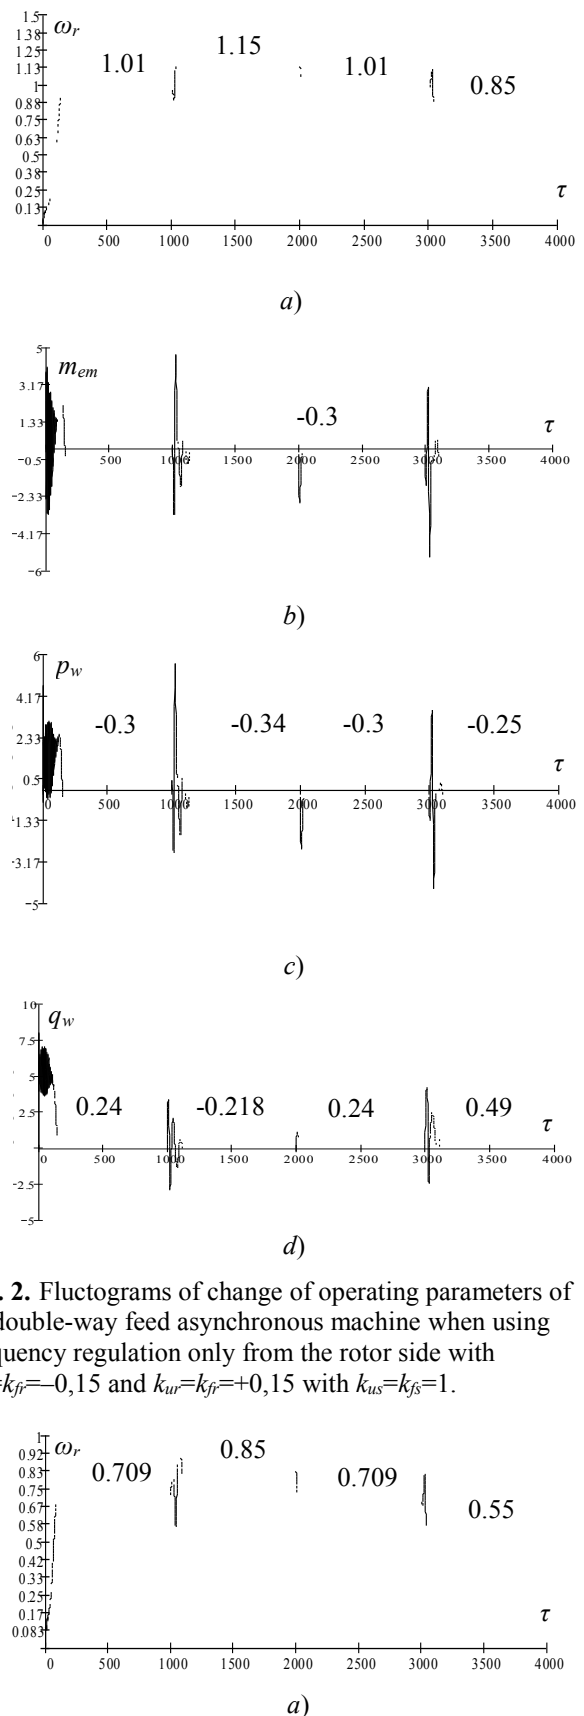 1.5
ωr
1.38
1.25
1.13
1
0.88
0.75
0.63
0.5
0.38
0.25
0.13
1.01
1.15
1.01
0.85
τ
0 500 1000 1500 2000 2500 3000 3500 4000
a)
5
mem
3.17
1.33
−0.5
−2.33
−4.17
−6
-0.3
τ
0 500 1000 1500 2000 2500 3000 3500 4000
b)
6
pw
4.17
2.33
0.5
-1.33
-3.17
-5
-0.3 -0.34 -0.3 -0.25
τ
0 500 1000 1500 2000 2500 3000 3500 4000
c)
10
qw
7.5
5
2.5
−2.5
−5
0.24 -0.218 0.24 0.49
τ
0 500 1000 1500 2000 2500 3000 3500 4000
d)
. 2. Fluctograms of change of operating parameters of
double-way feed asynchronous machine when using
quency regulation only from the rotor side with
=kfr=–0,15 and kur=kfr=+0,15 with kus=kfs=1.
1
ωr
0.92
0.83
0.75
0.67
0.58
0.5
0.42
0.33
0.25
0.17
0.083
0.709
0.85
0.709
0.55
τ
0 500 1000 1500 2000 2500 3000 3500 4000
a)